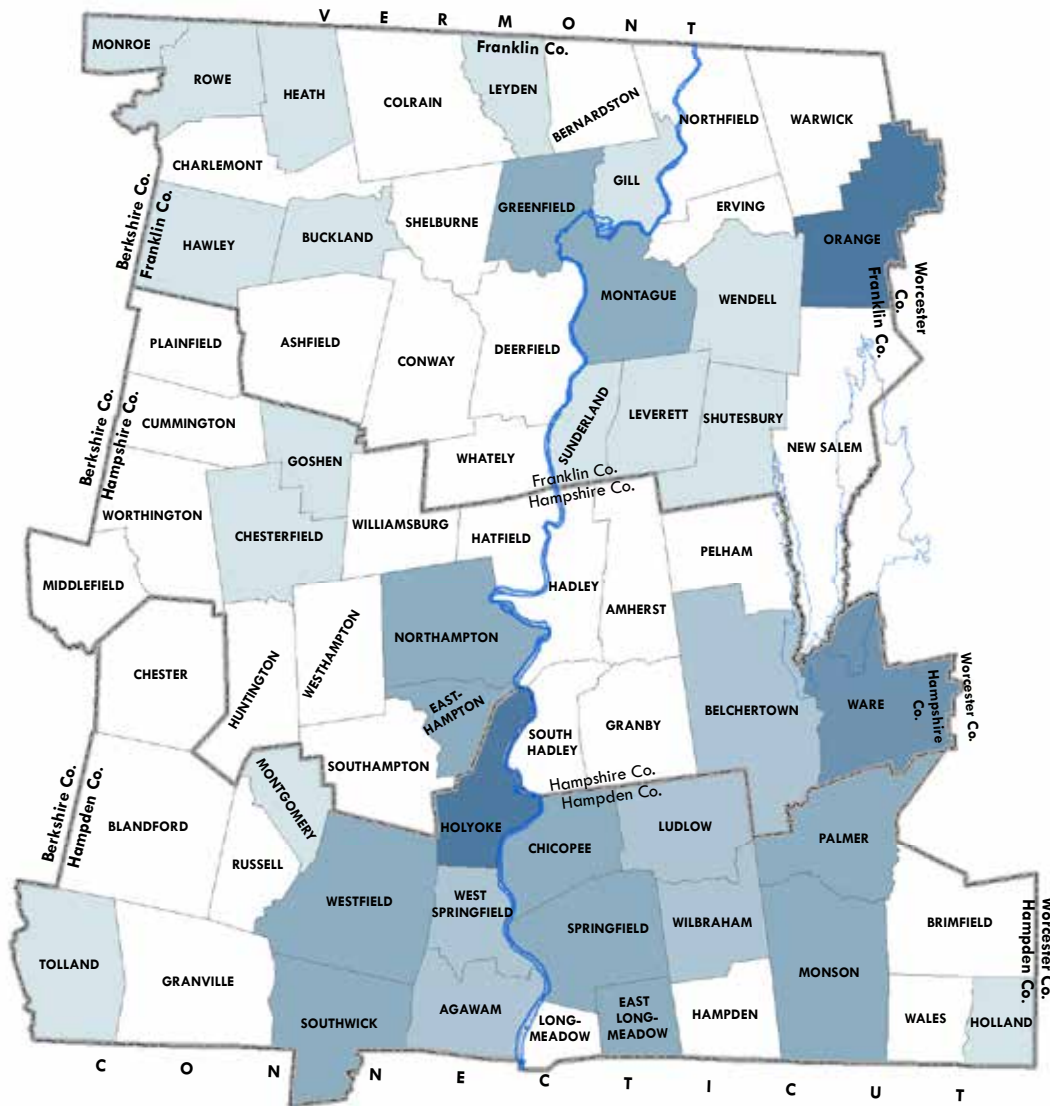 V E R M O N T
MONROE
Franklin Co.
ROWE
HEATH
COLRAIN
LEYDEN
BERNARDSTON
NORTHFIELD
WARWICK
CHARLEMONT
GILL
GREENFIELD
ERVING
SHELBURNE
BUCKLAND
HAWLEY
ORANGE
Berkshire Co.
Franklin Co.
MONTAGUE
WENDELL
Franklin Co.
Worcester
Co.
PLAINFIELD
ASHFIELD
CONWAY
DEERFIELD
CUMMINGTON
SUNDERLAND
LEVERETT
SHUTESBURY
NEW SALEM
Berkshire Co.
Hampshire Co.
GOSHEN
WHATELY
Franklin Co.
Hampshire Co.
WORTHINGTON
CHESTERFIELD
WILLIAMSBURG
HATFIELD
PELHAM
MIDDLEFIELD
HADLEY
AMHERST
NORTHAMPTON
CHESTER
HUNTINGTON
WESTHAMPTON
EAST-
HAMPTON
BELCHERTOWN
WARE
Hampshire
Co.
Worcester Co.
SOUTH
HADLEY
GRANBY
SOUTHAMPTON
Hampshire Co.
Hampden Co.
MONTGOMERY
Berkshire Co.
Hampden Co.
BLANDFORD
HOLYOKE
LUDLOW
PALMER
CHICOPEE
RUSSELL
WESTFIELD
WEST
SPRINGFIELD
SPRINGFIELD
WILBRAHAM
BRIMFIELD
Hampden Co.
Worcester Co.
TOLLAND
GRANVILLE
MONSON
AGAWAM
SOUTHWICK
EAST
LONG-
MEADOW
LONG-
MEADOW
HAMPDEN
WALES
HOLLAND
C O N N E C T I C U T